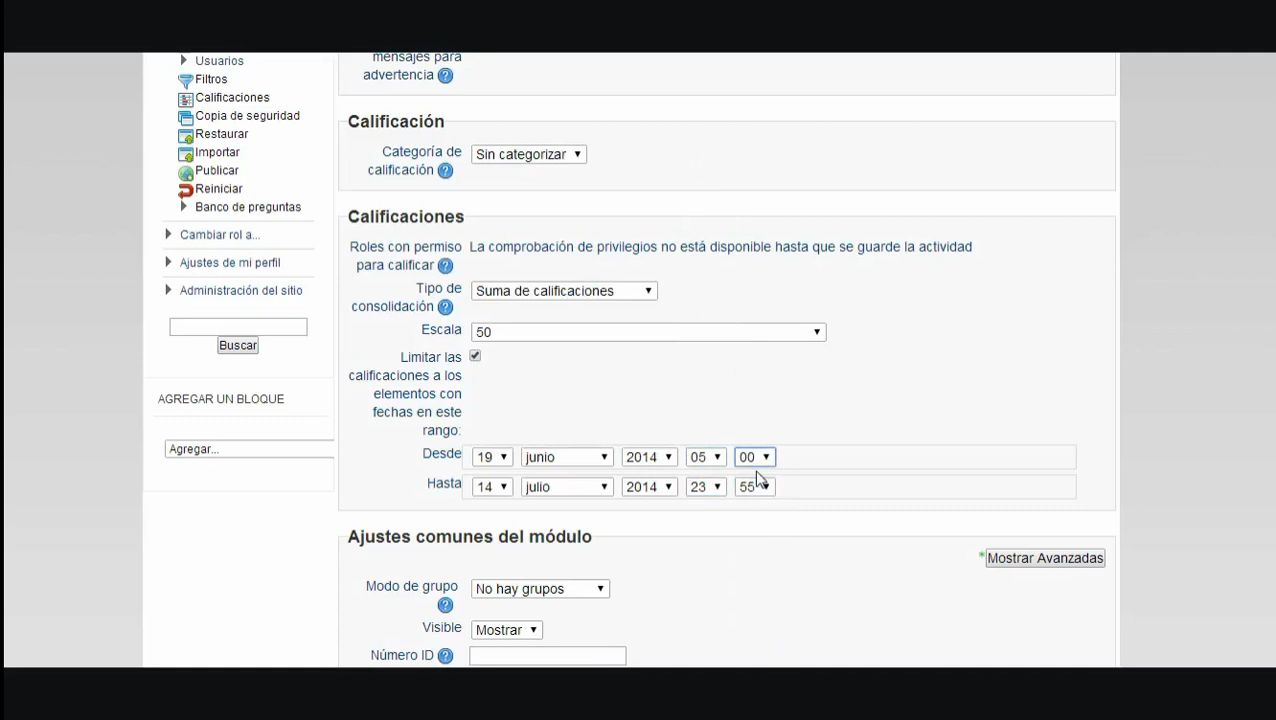 Usuarios
Filtros
Calificaciones
Copia de seguridad
Restaurar
Importar
Publicar
Reiniciar
Banco de preguntas
Cambiar rol a...
Ajustes de mi perfil
Administración del sitio
Buscar
AGREGAR UN BLOQUE
Agregar...
mensajes para
advertencia
Calificación
Categoría de
calificación
Sin categorizar
Calificaciones
Roles con permiso
para calificar
La comprobación de privilegios no está disponible hasta que se guarde la actividad
Tipo de
consolidación
Suma de calificaciones
Escala 50
Limitar las
calificaciones a los
elementos con
fechas en este
rango:
Desde 19 junio 2014 05 00
Hasta 14 julio 2014 23 55
Ajustes comunes del módulo
* Mostrar Avanzadas
Modo de grupo No hay grupos
Visible Mostrar
Número ID